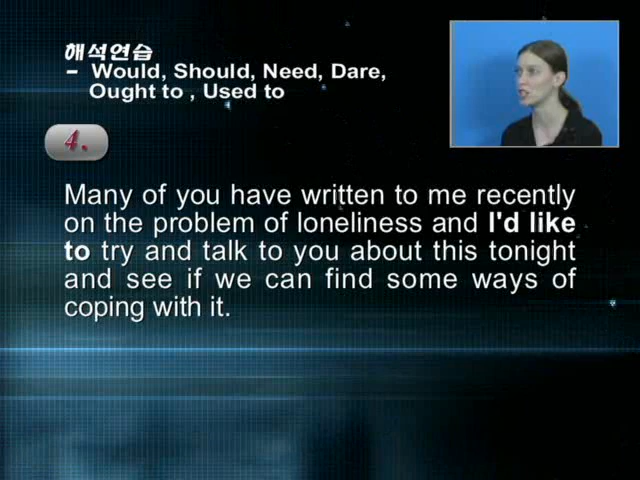 해석연습
- Would, Should, Need, Dare,
Ought to , Used to
4.
Many of you have written to me recently
on the problem of loneliness and I'd like
to try and talk to you about this tonight
and see if we can find some ways of
coping with it.